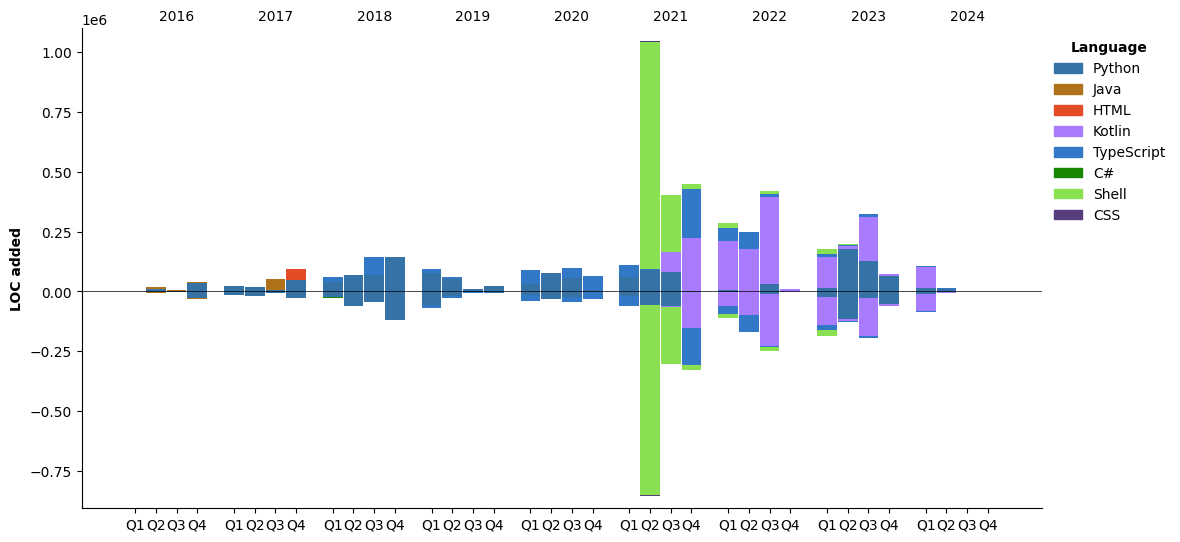 2016 2017 2018 2019 2020 2021 2022 2023 2024
1e6
1.00
0.75
0.50
0.25
0.00
−0.25
−0.50
−0.75
LOC added
Q1 Q2 Q3 Q4 Q1 Q2 Q3 Q4 Q1 Q2 Q3 Q4 Q1 Q2 Q3 Q4 Q1 Q2 Q3 Q4 Q1 Q2 Q3 Q4 Q1 Q2 Q3 Q4 Q1 Q2 Q3 Q4 Q1 Q2 Q3 Q4
Language
Python
Java
HTML
Kotlin
TypeScript
C#
Shell
CSS